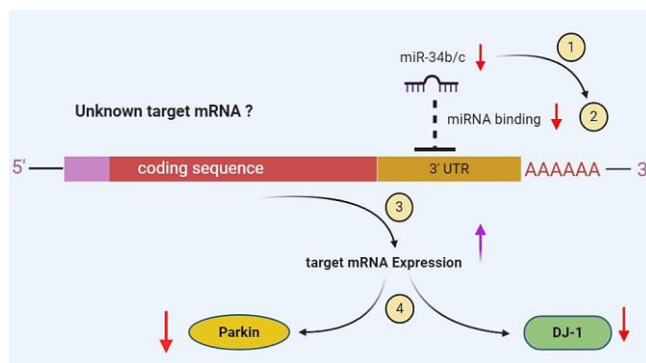 miR-34b/c
1
Unknown target mRNA ?
miRNA binding
2
5' coding sequence 3' UTR AAAAAA 3
3
target mRNA Expression
4
Parkin
DJ-1